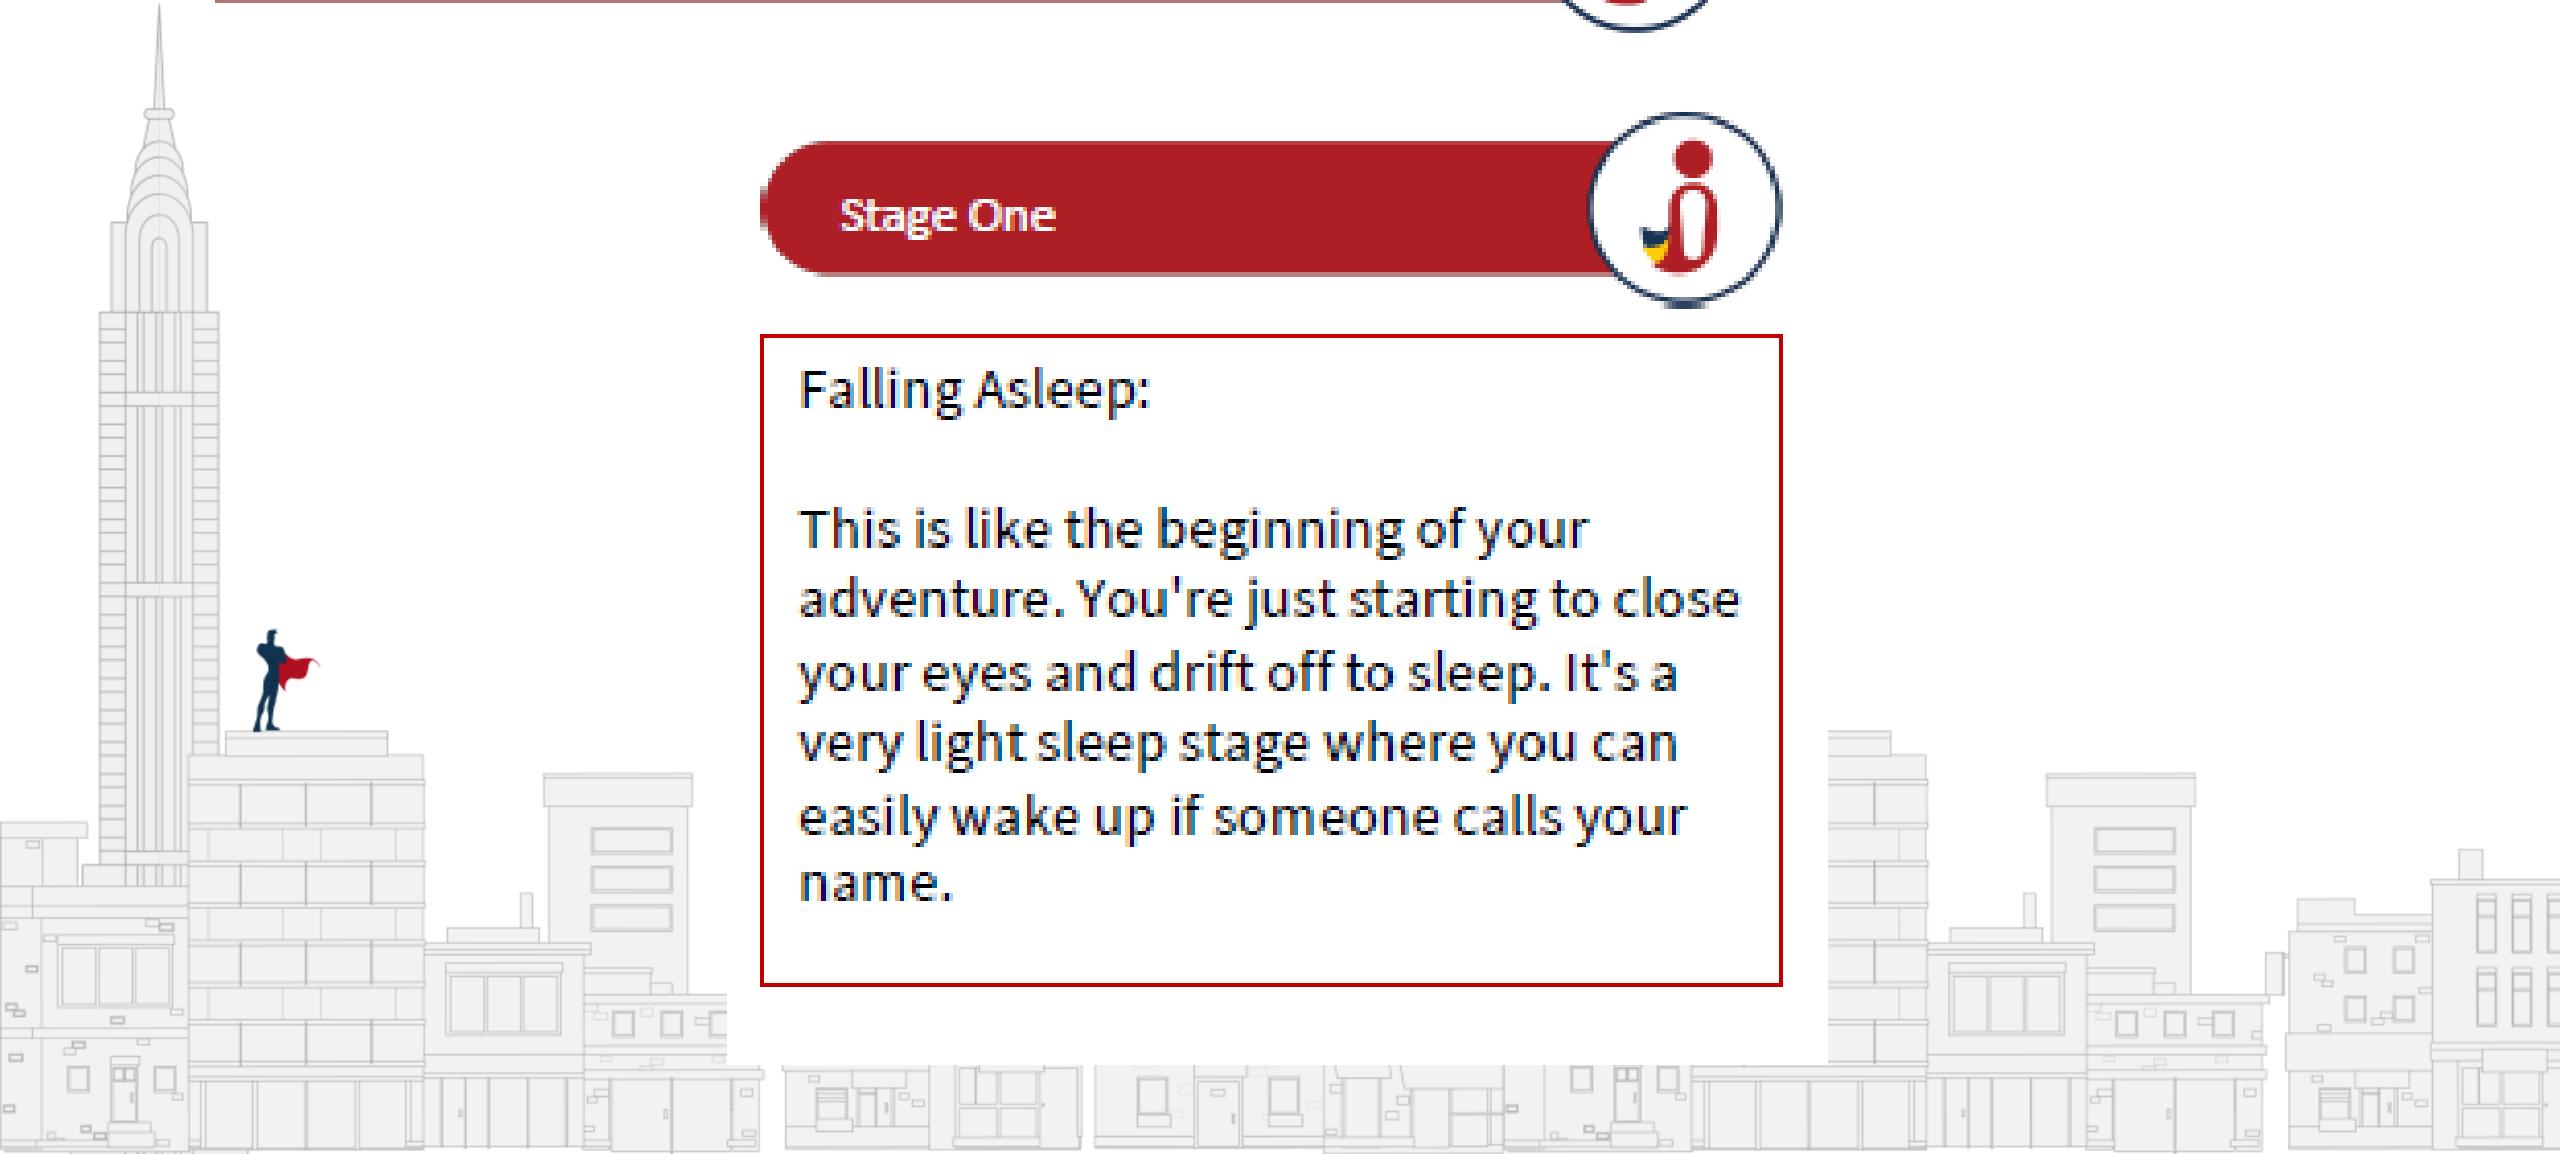 Stage One
Falling Asleep:
This is like the beginning of your
adventure. You're just starting to close
your eyes and drift off to sleep. It's a
very light sleep stage where you can
easily wake up if someone calls your
name.